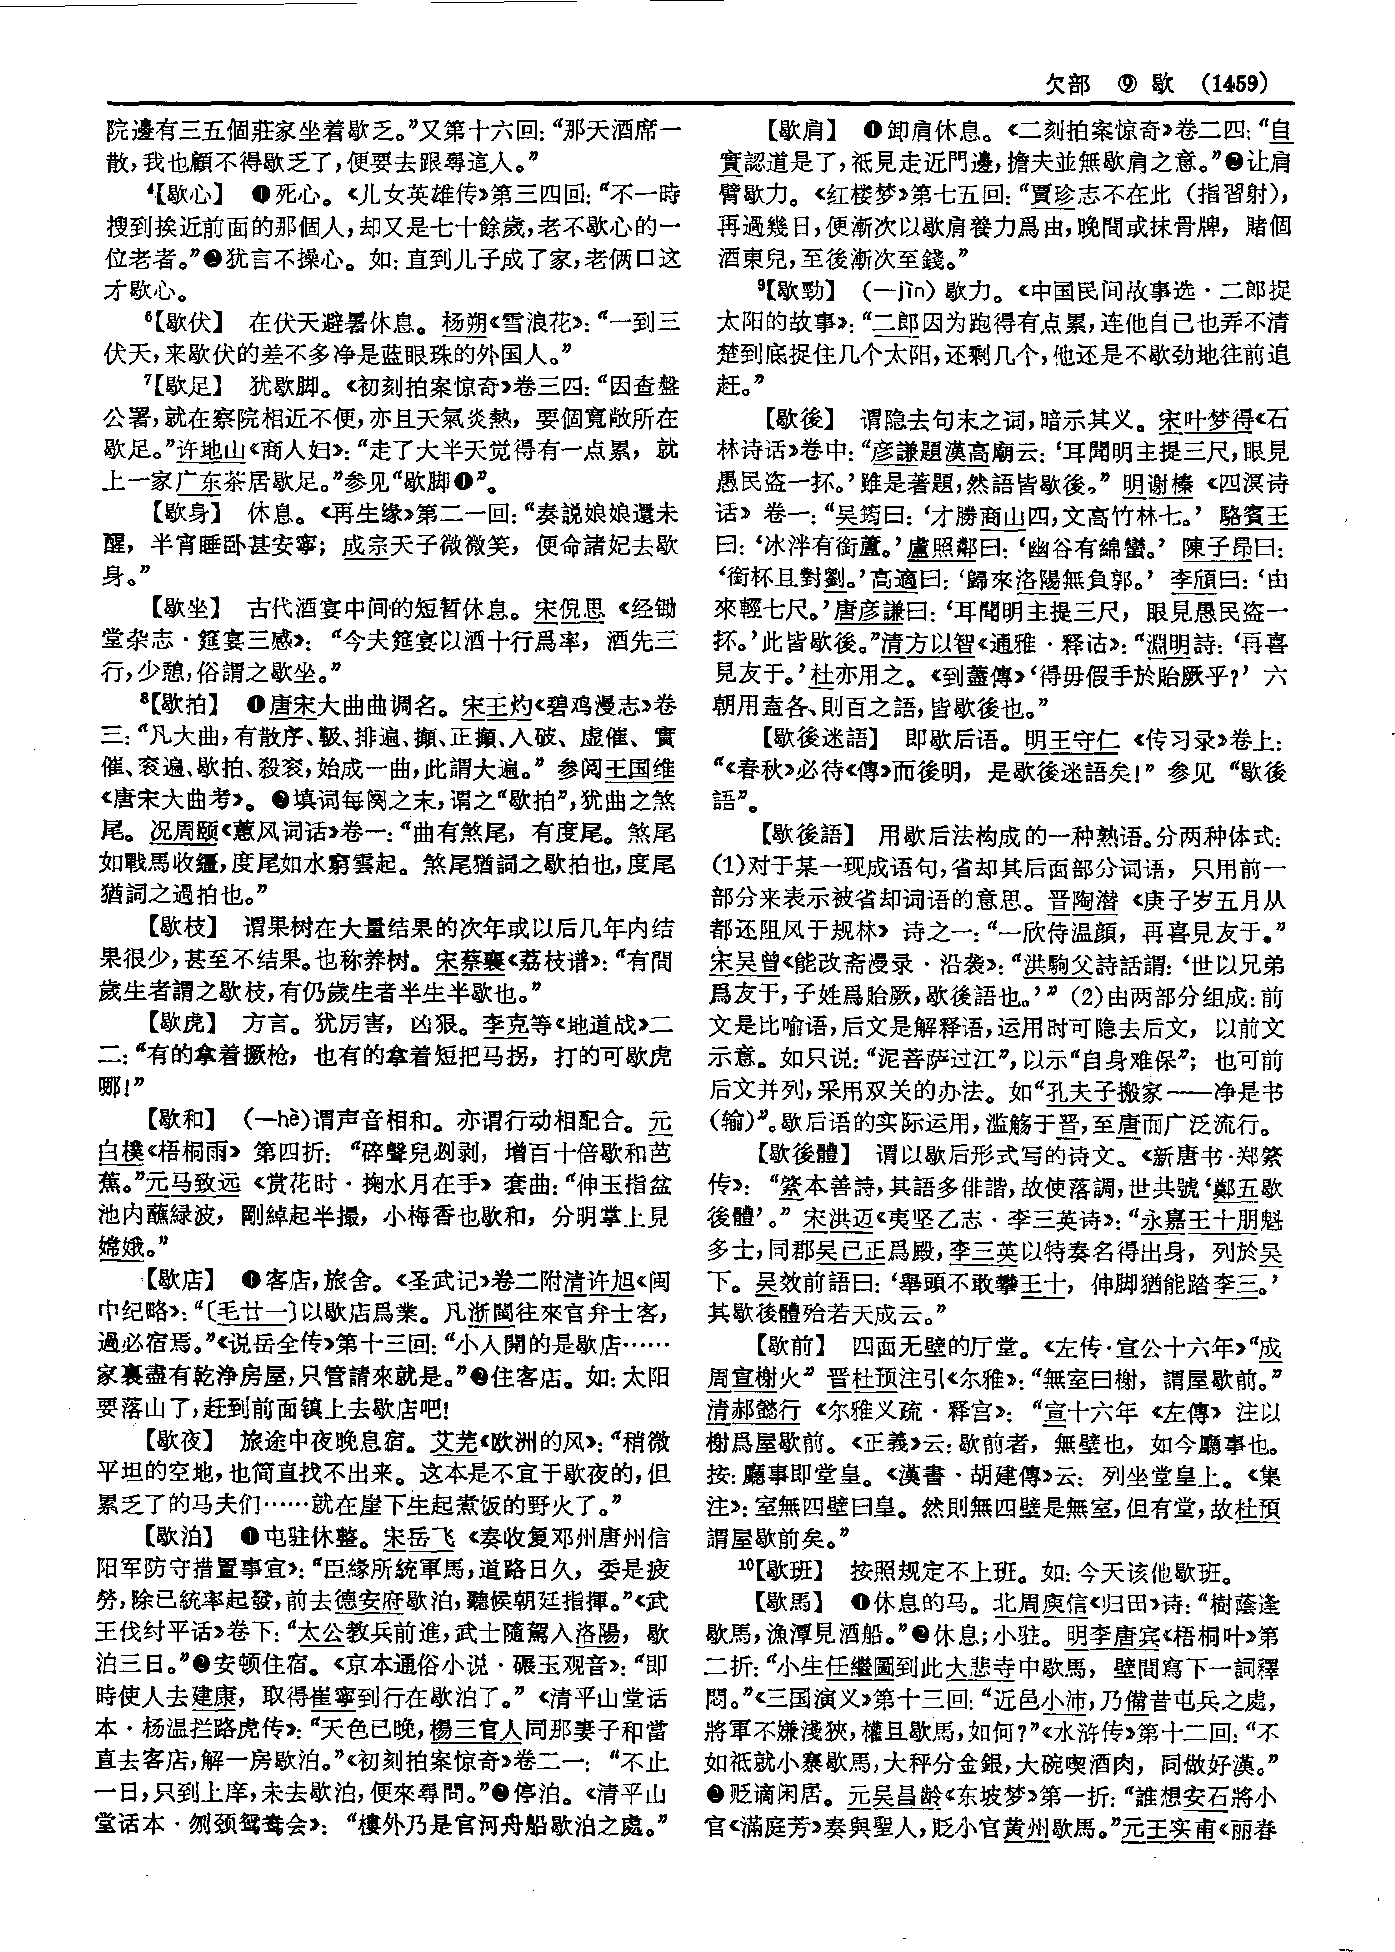 欠部　⑨　歇　(1459)
院邊有三五個莊家坐着歇乏。”又第十六回：“那天酒席一
散，我也顧不得歇乏了，便要去跟尋這人。”
⁴【歇心】　❶死心。《儿女英雄传》第三四回：“不一時
搜到挨近前面的那個人，却又是七十餘歲，老不歇心的一
位老者。”❷犹言不操心。如：直到儿子成了家，老俩口这
才歇心。
⁶【歇伏】　在伏天避暑休息。杨朔《雪浪花》：“一到三
伏天，来歇伏的差不多净是蓝眼珠的外国人。”
⁷【歇足】　犹歇脚。《初刻拍案惊奇》卷三四：“因查盤
公署，就在察院相近不便，亦且天氣炎熱，要個寬敞所在
歇足。”许地山《商人妇》：“走了大半天觉得有一点累，就
上一家广东茶居歇足。”参见“歇脚❶”。
【歇身】　休息。《再生缘》第二一回：“奏説娘娘還未
醒，半宵睡卧甚安寧；成宗天子微微笑，便命諸妃去歇
身。”
【歇坐】　古代酒宴中间的短暂休息。宋倪思《经锄
堂杂志·筵宴三感》：“今夫筵宴以酒十行爲率，酒先三
行，少憩，俗謂之歇坐。”
⁸【歇拍】　❶唐宋大曲曲调名。宋王灼《碧鸡漫志》卷
三：“凡大曲，有散序、靸、排遍、攧、正攧、入破、虚催、實
催、衮遍、歇拍、殺衮，始成一曲，此謂大遍。”参阅王国维
《唐宋大曲考》。❷填词每阕之末，谓之“歇拍”，犹曲之煞
尾。况周颐《蕙风词话》卷一：“曲有煞尾，有度尾。煞尾
如戰馬收繮，度尾如水窮雲起。煞尾猶詞之歇拍也，度尾
猶詞之過拍也。”
【歇枝】　谓果树在大量结果的次年或以后几年内结
果很少，甚至不结果。也称养树。宋蔡襄《荔枝谱》：“有間
歲生者謂之歇枝，有仍歲生者半生半歇也。”
【歇虎】　方言。犹厉害，凶狠。李克等《地道战》二
二：“有的拿着撅枪，也有的拿着短把马拐，打的可歇虎
哪！”
【歇和】　(—hè)谓声音相和。亦谓行动相配合。元
白樸《梧桐雨》第四折：“碎聲兒剮剥，增百十倍歇和芭
蕉。”元马致远《赏花时·掬水月在手》套曲：“伸玉指盆
池内蘸緑波，剛綽起半撮，小梅香也歇和，分明掌上見
嫦娥。”
【歇店】　❶客店，旅舍。《圣武记》卷二附清许旭《闽
中纪略》：“〔毛廿一〕以歇店爲業。凡浙閩往來官弁士客，
過必宿焉。”《说岳全传》第十三回：“小人開的是歇店……
家裏盡有乾净房屋，只管請來就是。”❷住客店。如：太阳
要落山了，赶到前面镇上去歇店吧！
【歇夜】　旅途中夜晚息宿。艾芜《欧洲的风》：“稍微
平坦的空地，也简直找不出来。这本是不宜于歇夜的，但
累乏了的马夫们……就在崖下生起煮饭的野火了。”
【歇泊】　❶屯驻休整。宋岳飞《奏收复邓州唐州信
阳军防守措置事宜》：“臣緣所統軍馬，道路日久，委是疲
勞，除已統率起發，前去德安府歇泊，聽候朝廷指揮。”《武
王伐纣平话》卷下：“太公教兵前進，武士隨駕入洛陽，歇
泊三日。”❷安顿住宿。《京本通俗小说·碾玉观音》：“即
時使人去建康，取得崔寧到行在歇泊了。”《清平山堂话
本·杨温拦路虎传》：“天色已晚，楊三官人同那妻子和當
直去客店，解一房歇泊。”《初刻拍案惊奇》卷二一：“不止
一日，只到上庠，未去歇泊，便來尋問。”❸停泊。《清平山
堂话本·刎颈鸳鸯会》：“樓外乃是官河舟船歇泊之處。”
【歇肩】　❶卸肩休息。《二刻拍案惊奇》卷二四：“自
實認道是了，祗見走近門邊，擔夫並無歇肩之意。”❷让肩
臂歇力。《红楼梦》第七五回：“賈珍志不在此（指習射），
再過幾日，便漸次以歇肩養力爲由，晚間或抹骨牌，賭個
酒東兒，至後漸次至錢。”
⁹【歇勁】　(—jìn)歇力。《中国民间故事选·二郎捉
太阳的故事》：“二郎因为跑得有点累，连他自己也弄不清
楚到底捉住几个太阳，还剩几个，他还是不歇劲地往前追
赶。”
【歇後】　谓隐去句末之词，暗示其义。宋叶梦得《石
林诗话》卷中：“彦謙題漢高廟云：‘耳聞明主提三尺，眼見
愚民盗一抔。’雖是著題，然語皆歇後。”明谢榛《四溟诗
话》卷一：“吴筠曰：‘才勝商山四，文高竹林七。’駱賓王
曰：‘冰泮有銜蘆。’盧照鄰曰：‘幽谷有綿蠻。’陳子昂曰：
‘銜杯且對劉。’高適曰：‘歸來洛陽無負郭。’李頎曰：‘由
來輕七尺。’唐彦謙曰：‘耳聞明主提三尺，眼見愚民盗一
抔。’此皆歇後。”清方以智《通雅·释诂》：“淵明詩：‘再喜
見友于。’杜亦用之。《到藎傳》‘得毋假手於貽厥乎？’六
朝用盍各、則百之語，皆歇後也。”
【歇後迷語】　即歇后语。明王守仁《传习录》卷上：
“《春秋》必待《傳》而後明，是歇後迷語矣！”参见“歇後
語”。
【歇後語】　用歇后法构成的一种熟语。分两种体式：
(1)对于某一现成语句，省却其后面部分词语，只用前一
部分来表示被省却词语的意思。晋陶潜《庚子岁五月从
都还阻风于规林》诗之一：“一欣侍温顔，再喜見友于。”
宋吴曾《能改斋漫录·沿袭》：“洪駒父詩話謂：‘世以兄弟
爲友于，子姓爲貽厥，歇後語也。’”(2)由两部分组成：前
文是比喻语，后文是解释语，运用时可隐去后文，以前文
示意。如只说：“泥菩萨过江”，以示“自身难保”；也可前
后文并列，采用双关的办法。如“孔夫子搬家——净是书
(输)”。歇后语的实际运用，滥觞于晋，至唐而广泛流行。
【歇後體】　谓以歇后形式写的诗文。《新唐书·郑綮
传》：“綮本善詩，其語多俳諧，故使落調，世共號‘鄭五歇
後體’。”宋洪迈《夷坚乙志·李三英诗》：“永嘉王十朋魁
多士，同郡吴已正爲殿，李三英以特奏名得出身，列於吴
下。吴效前語曰：‘舉頭不敢攀王十，伸脚猶能踏李三。’
其歇後體殆若天成云。”
【歇前】　四面无壁的厅堂。《左传·宣公十六年》“成
周宣榭火”晋杜预注引《尔雅》：“無室曰榭，謂屋歇前。”
清郝懿行《尔雅义疏·释宫》：“宣十六年《左傳》注以
榭爲屋歇前。《正義》云：歇前者，無壁也，如今廳事也。
按：廳事即堂皇。《漢書·胡建傳》云：列坐堂皇上。《集
注》：室無四壁曰皇。然則無四壁是無室，但有堂，故杜預
謂屋歇前矣。”
¹⁰【歇班】　按照规定不上班。如：今天该他歇班。
【歇馬】　❶休息的马。北周庾信《归田》诗：“樹蔭逢
歇馬，漁潭見酒船。”❷休息；小驻。明李唐宾《梧桐叶》第
二折：“小生任繼圖到此大悲寺中歇馬，壁間寫下一詞釋
悶。”《三国演义》第十三回：“近邑小沛，乃備昔屯兵之處，
將軍不嫌淺狹，權且歇馬，如何？”《水浒传》第十二回：“不
如祗就小寨歇馬，大秤分金銀，大碗喫酒肉，同做好漢。”
❸贬谪闲居。元吴昌龄《东坡梦》第一折：“誰想安石將小
官《滿庭芳》奏與聖人，貶小官黄州歇馬。”元王实甫《丽春